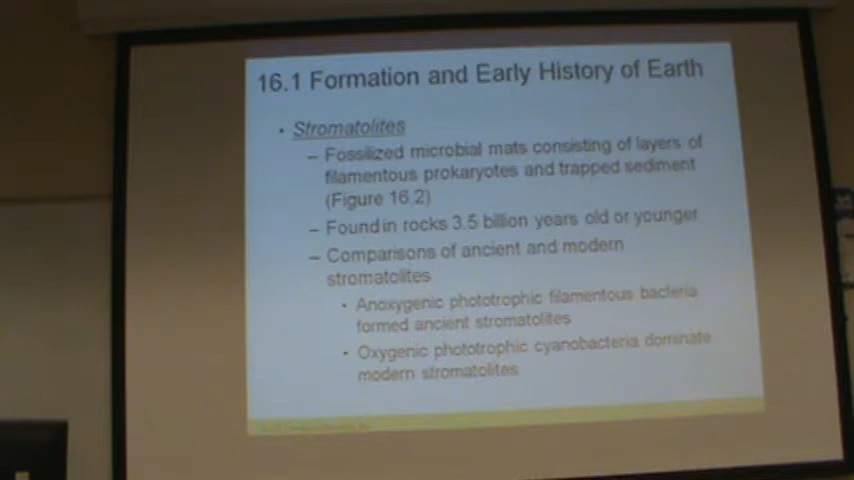 16.1 Formation and Early History of Earth
• Stromatolites
– Fossilized microbial mats consisting of layers of
filamentous prokaryotes and trapped sediment
(Figure 16.2)
– Found in rocks 3.5 billion years old or younger
– Comparisons of ancient and modern
stromatolites
• Anoxygenic phototrophic filamentous bacteria
formed ancient stromatolites
• Oxygenic phototrophic cyanobacteria dominate
modern stromatolites